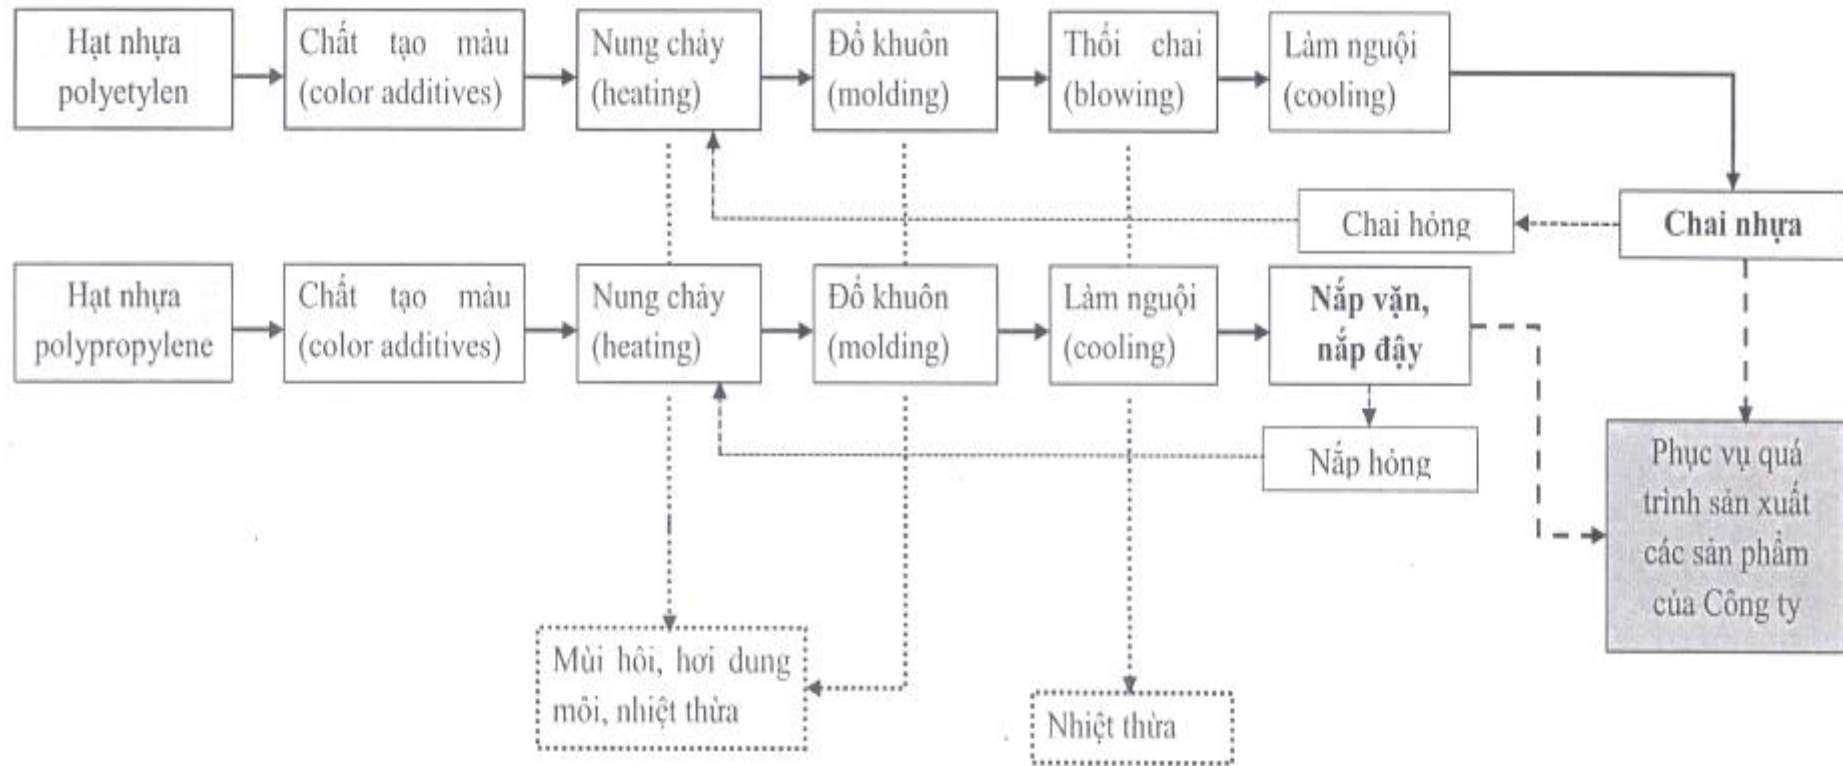 Hạt nhựa
polyetylen
Chất tạo màu
(color additives)
Nung chảy
(heating)
Đổ khuôn
(molding)
Thổi chai
(blowing)
Làm nguội
(cooling)
Chai hỏng
Chai nhựa
Hạt nhựa
polypropylene
Chất tạo màu
(color additives)
Nung chảy
(heating)
Đổ khuôn
(molding)
Làm nguội
(cooling)
Nắp vặn,
nắp đậy
Nắp hỏng
Phục vụ quá
trình sản xuất
các sản phẩm
của Công ty
Mùi hôi, hơi dung
môi, nhiệt thừa
Nhiệt thừa